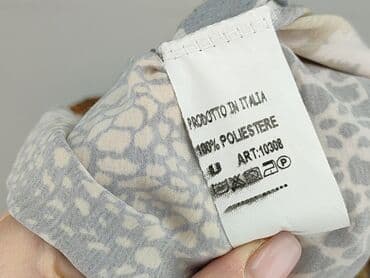 PRODOTTO IN ITALIA
100% POLIESTERE
U ART:10308